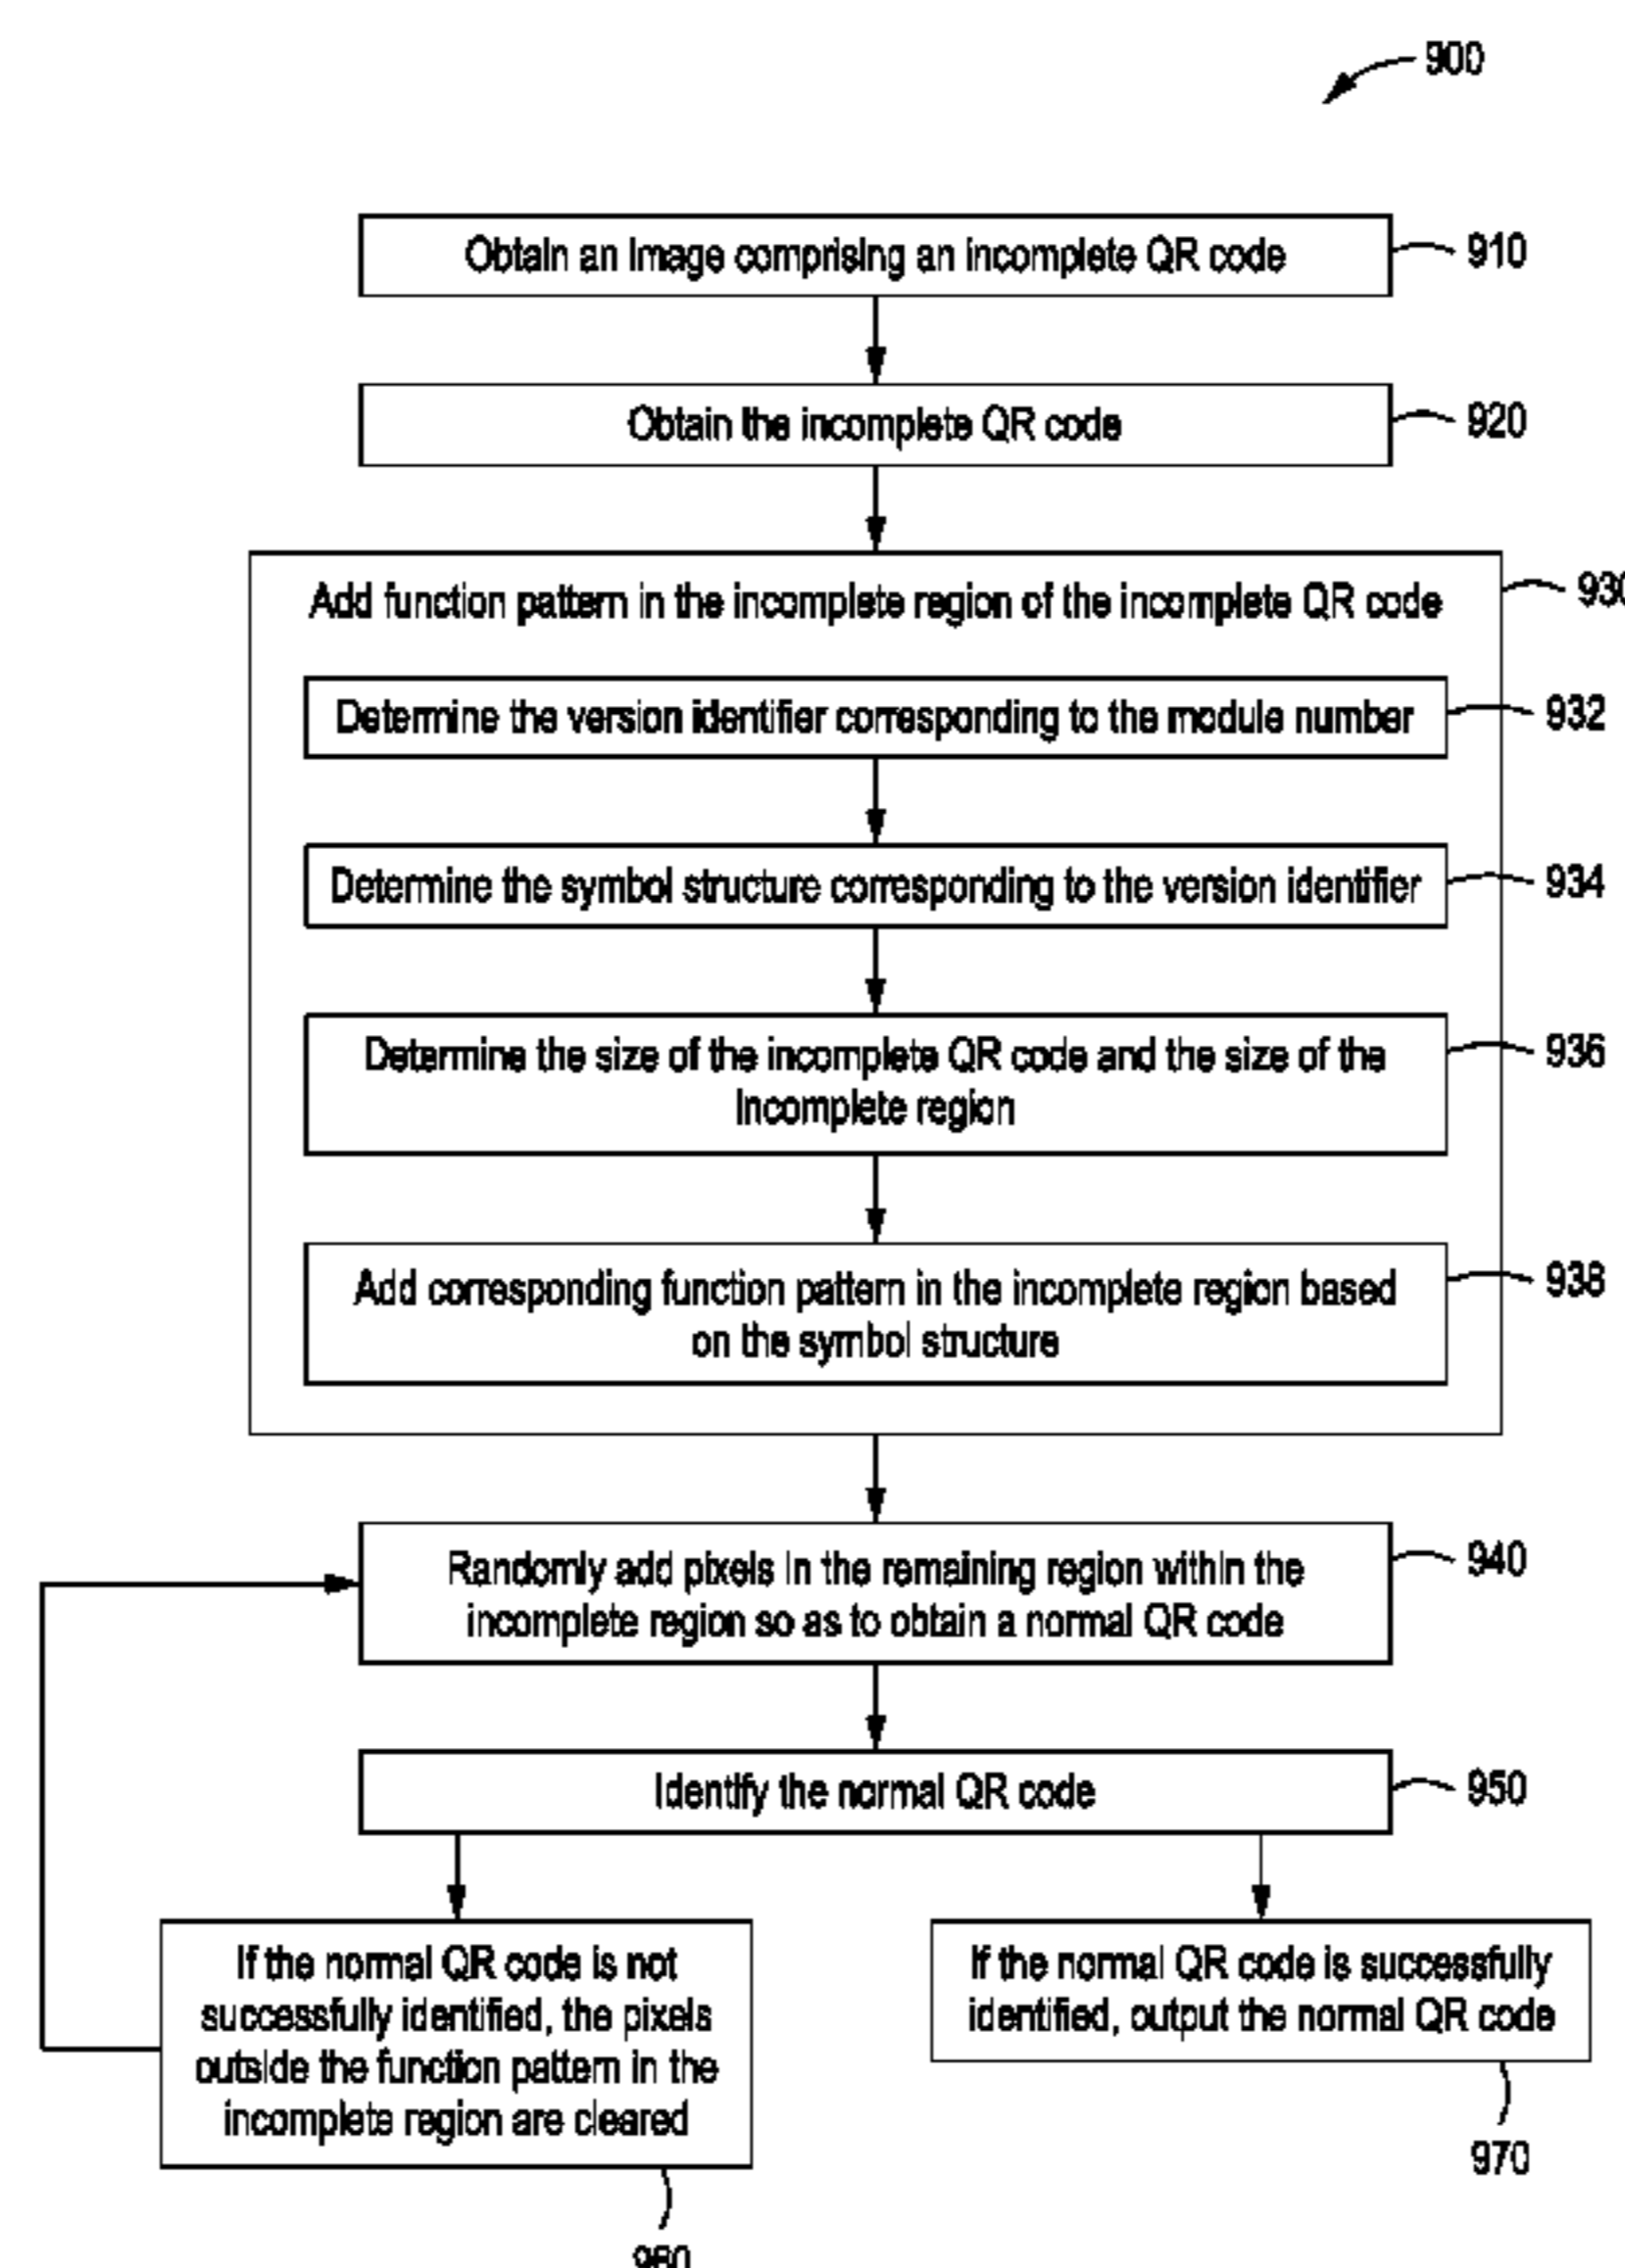 900
Obtain an image comprising an incomplete QR code
910
Obtain the incomplete QR code
920
Add function pattern in the incomplete region of the incomplete QR code
930
Determine the version identifier corresponding to the module number
932
Determine the symbol structure corresponding to the version identifier
934
Determine the size of the incomplete QR code and the size of the
incomplete region
936
Add corresponding function pattern in the incomplete region based
on the symbol structure
938
Randomly add pixels in the remaining region within the
incomplete region so as to obtain a normal QR code
940
Identify the normal QR code
950
If the normal QR code is not
successfully identified, the pixels
outside the function pattern in the
incomplete region are cleared
If the normal QR code is successfully
identified, output the normal QR code
970
960